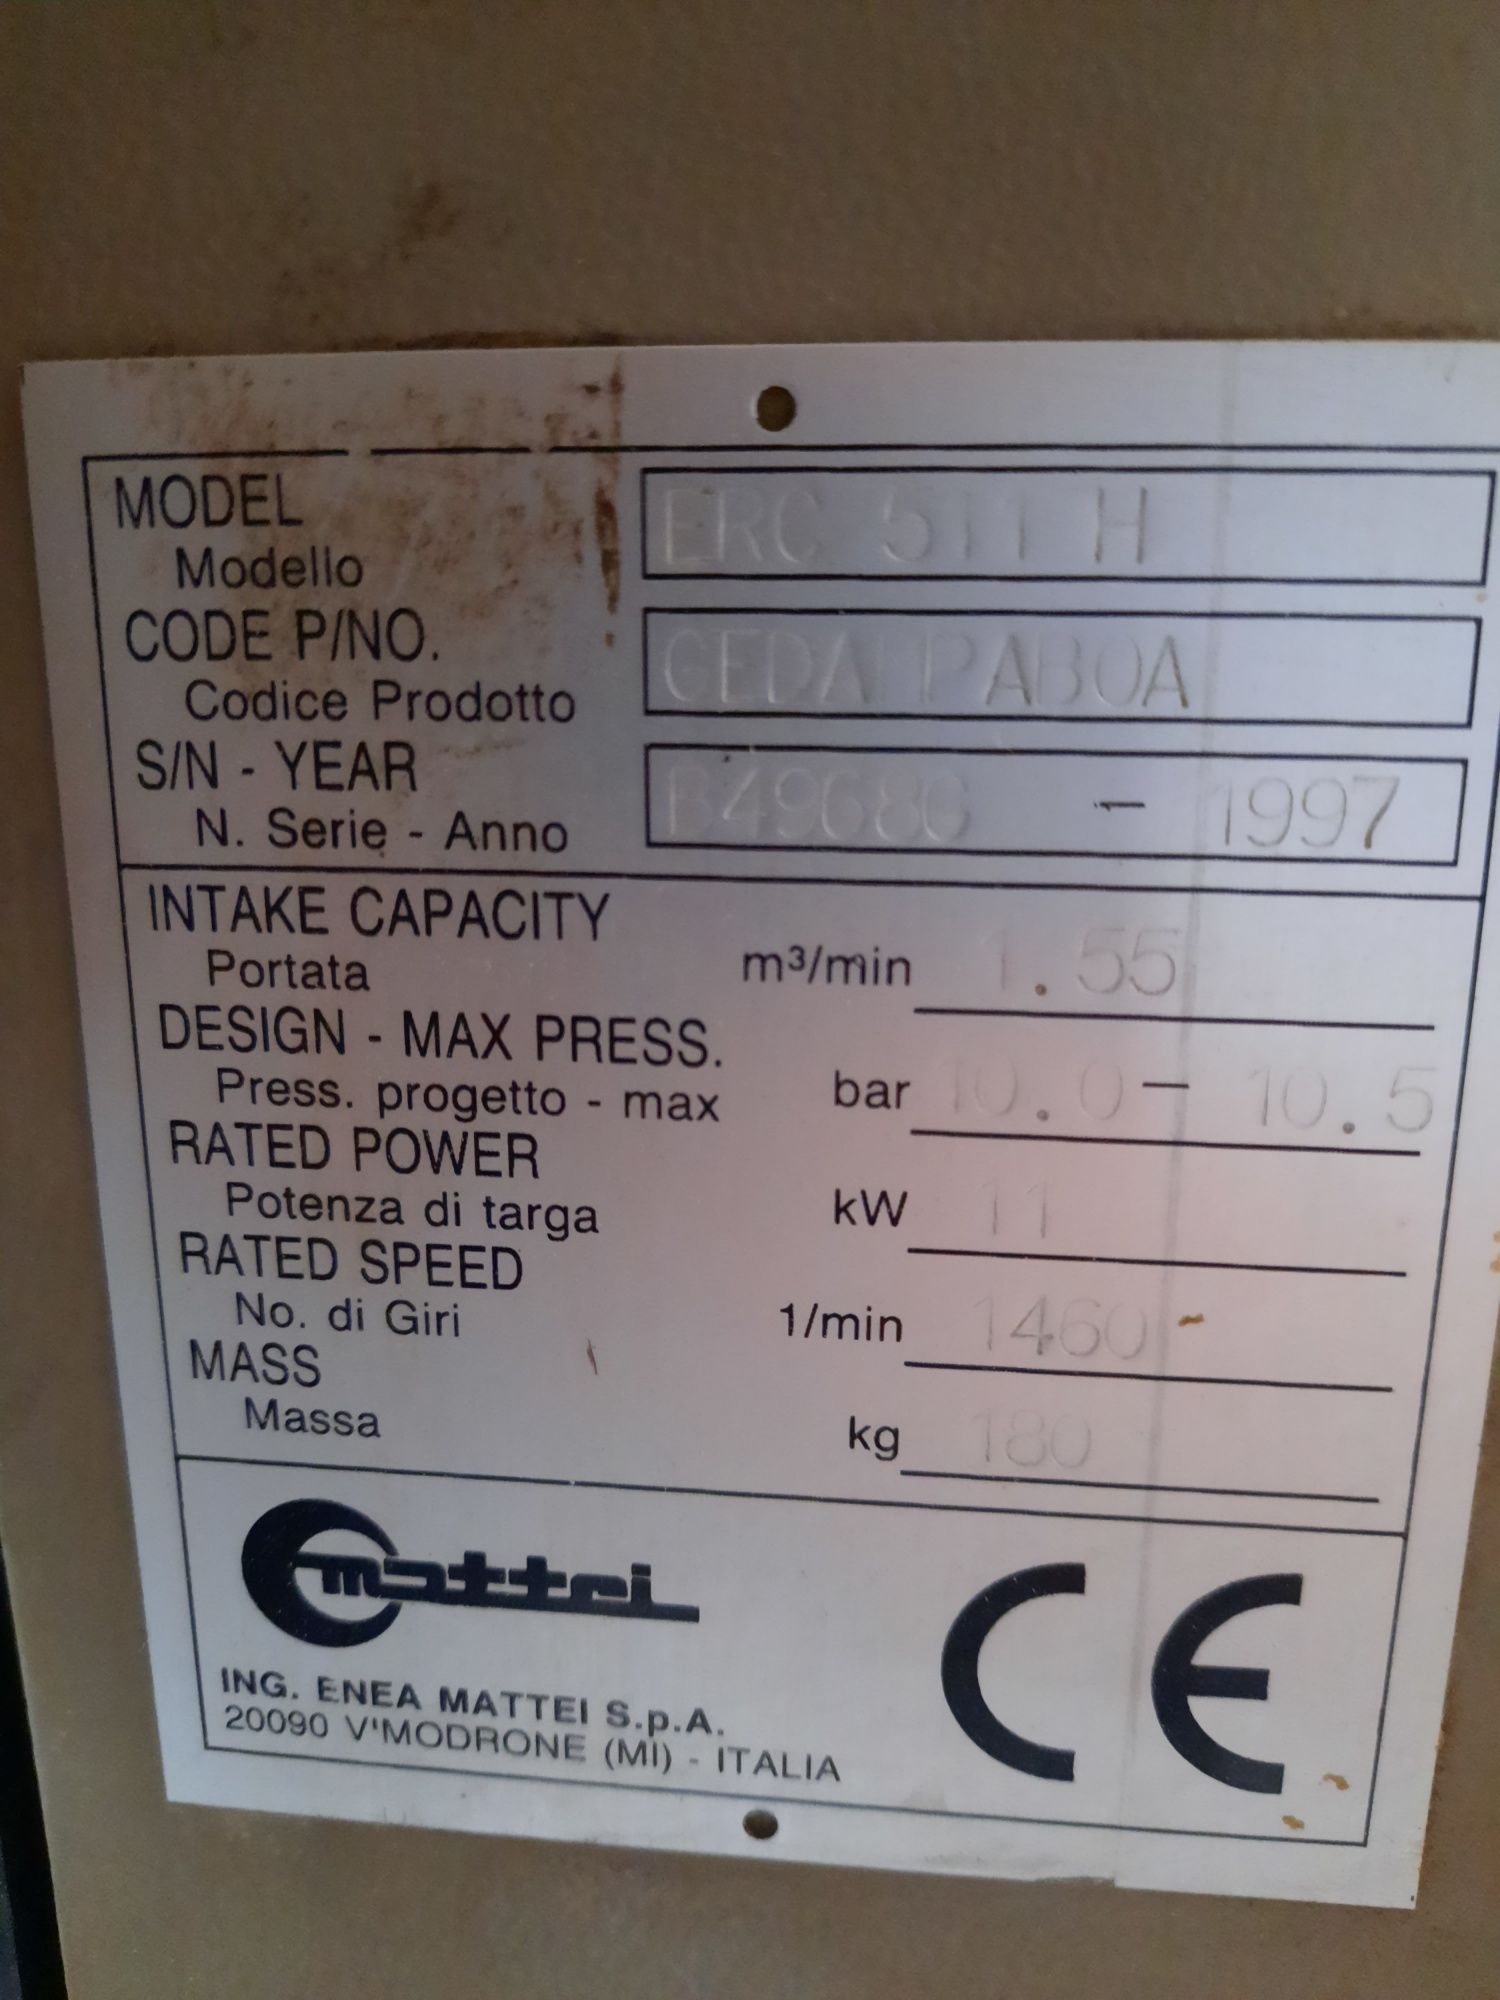 MODEL ERC 511 H
Modello
CODE P/NO.
Codice Prodotto
S/N - YEAR - 1997
N. Serie - Anno
INTAKE CAPACITY
Portata m³/min 1.55
DESIGN - MAX PRESS.
Press. progetto - max bar 10.0 - 10.5
RATED POWER
Potenza di targa kW 11
RATED SPEED
No. di Giri 1/min 1460
MASS
Massa kg 180
mattei
CE
ING. ENEA MATTEI S.p.A.
20090 V'MODRONE (MI) - ITALIA